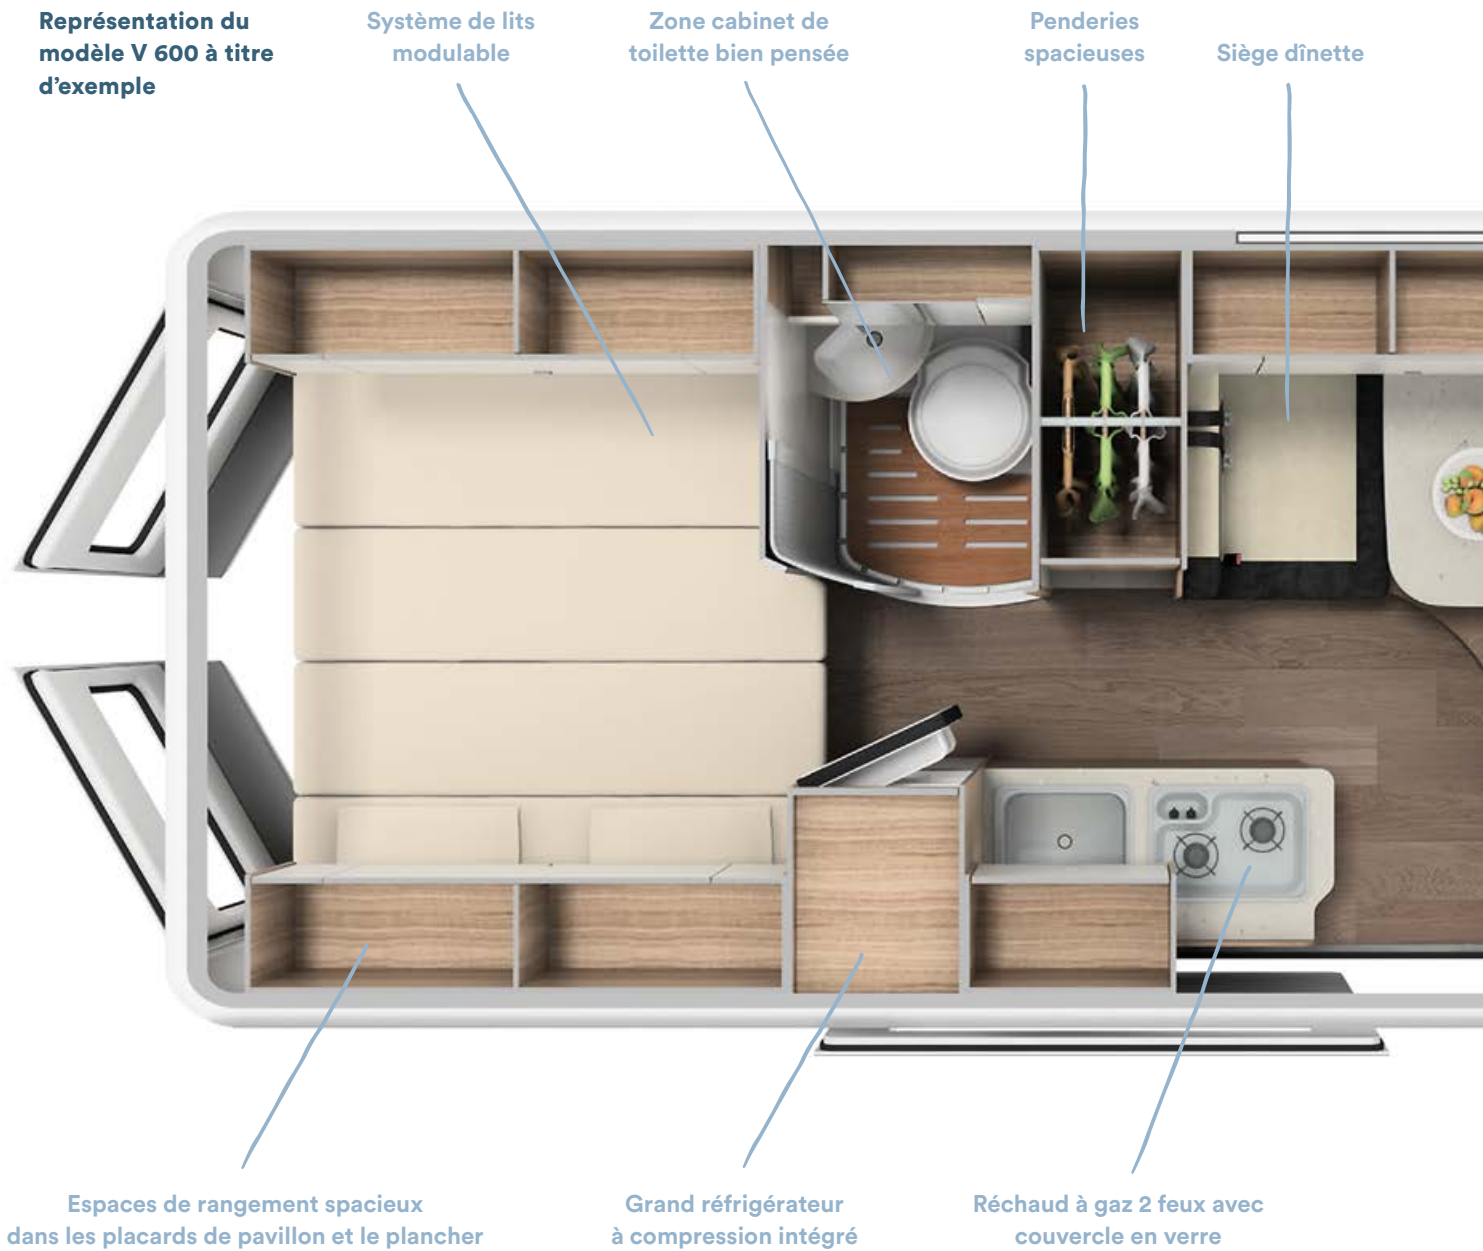 Représentation du
modèle V 600 à titre
d’exemple
Système de lits
modulable
Zone cabinet de
toilette bien pensée
Penderies
spacieuses
Siège dînette
Espaces de rangement spacieux
dans les placards de pavillon et le plancher
Grand réfrigérateur
à compression intégré
Réchaud à gaz 2 feux avec
couvercle en verre